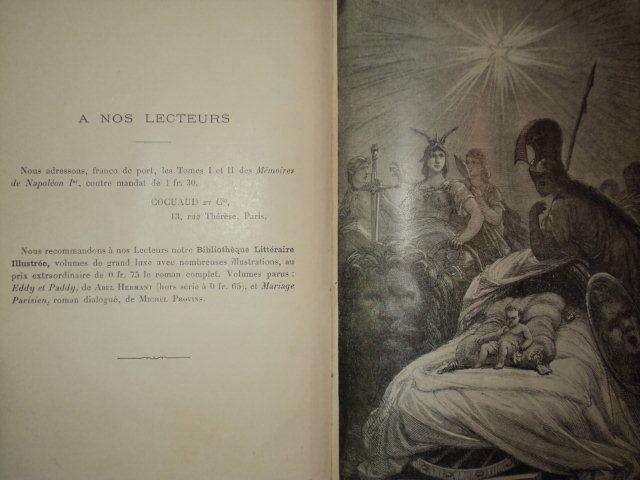 A NOS LECTEURS
Nous adressons, franco de port, les Tomes I et II des Mémoires
de Napoléon Ier, contre mandat de 1 fr. 30.
COCUAUD ET Cie,
13, rue Thérèse, Paris.
Nous recommandons à nos Lecteurs notre Bibliothèque Littéraire
Illustrée, volumes de grand luxe avec nombreuses illustrations, au
prix extraordinaire de 0 fr. 75 le roman complet. Volumes parus :
Eddy et Paddy, de ABEL HERMANT (hors série à 0 fr. 65), et Mariage
Parisien, roman dialogué, de MICHEL PROVINS.